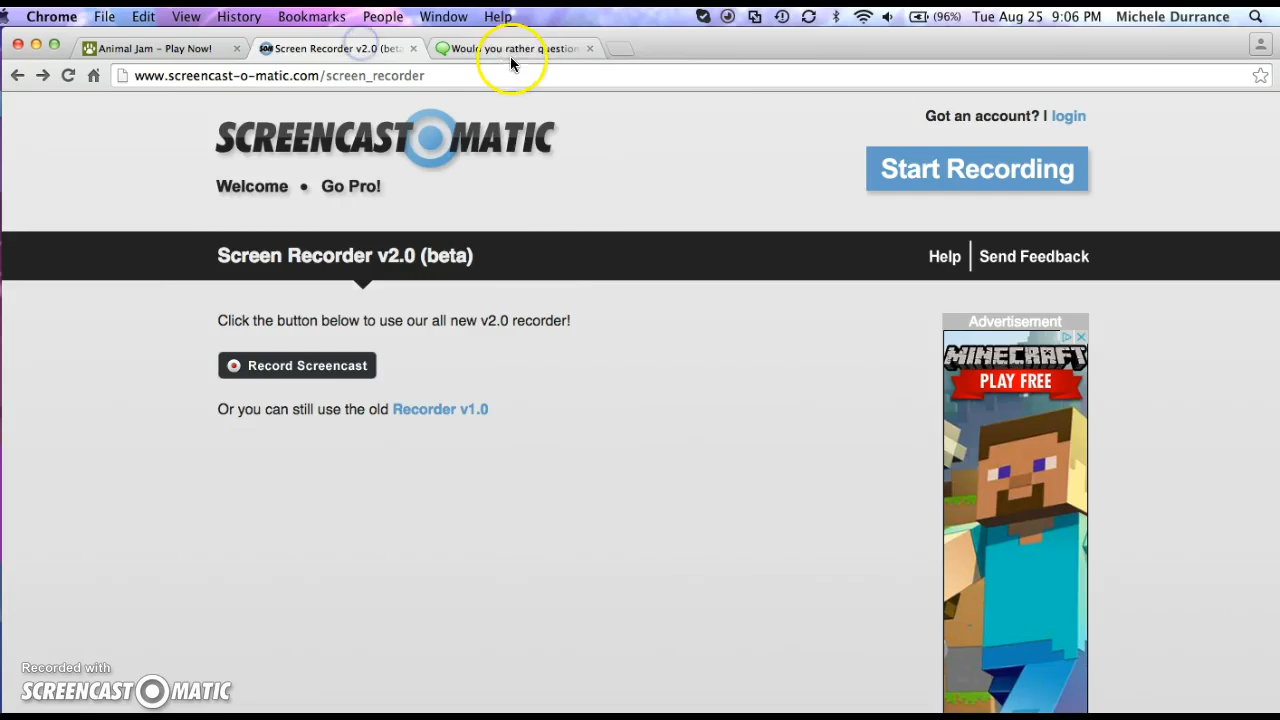 Chrome File Edit View History Bookmarks People Window Help (96%) Tue Aug 25 9:06 PM Michele Durrance
Animal Jam – Play Now! Screen Recorder v2.0 (beta Would you rather question
www.screencast-o-matic.com/screen_recorder
Got an account? | login
SCREENCAST O MATIC
Start Recording
Welcome • Go Pro!
Screen Recorder v2.0 (beta)
Help | Send Feedback
Click the button below to use our all new v2.0 recorder!
Record Screencast
Or you can still use the old Recorder v1.0
Advertisement
MINECRAFT
PLAY FREE
Recorded with
SCREENCAST O MATIC